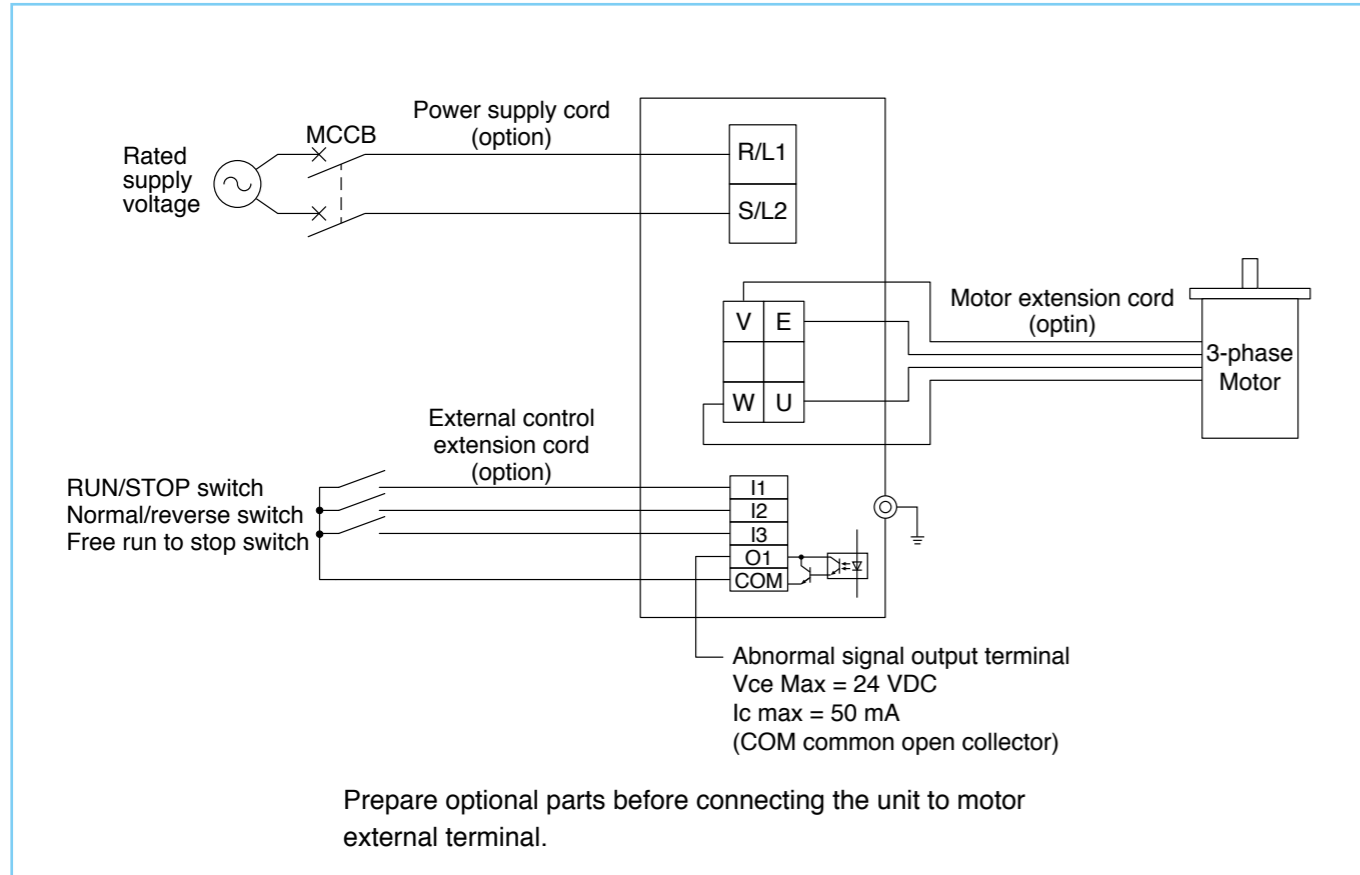 Power supply cord
(option)
MCCB
Rated
supply
voltage
R/L1
S/L2
V E
W U
Motor extension cord
(optin)
3-phase
Motor
External control
extension cord
(option)
RUN/STOP switch
Normal/reverse switch
Free run to stop switch
I1
I2
I3
O1
COM
Abnormal signal output terminal
Vce Max = 24 VDC
Ic max = 50 mA
(COM common open collector)
Prepare optional parts before connecting the unit to motor
external terminal.